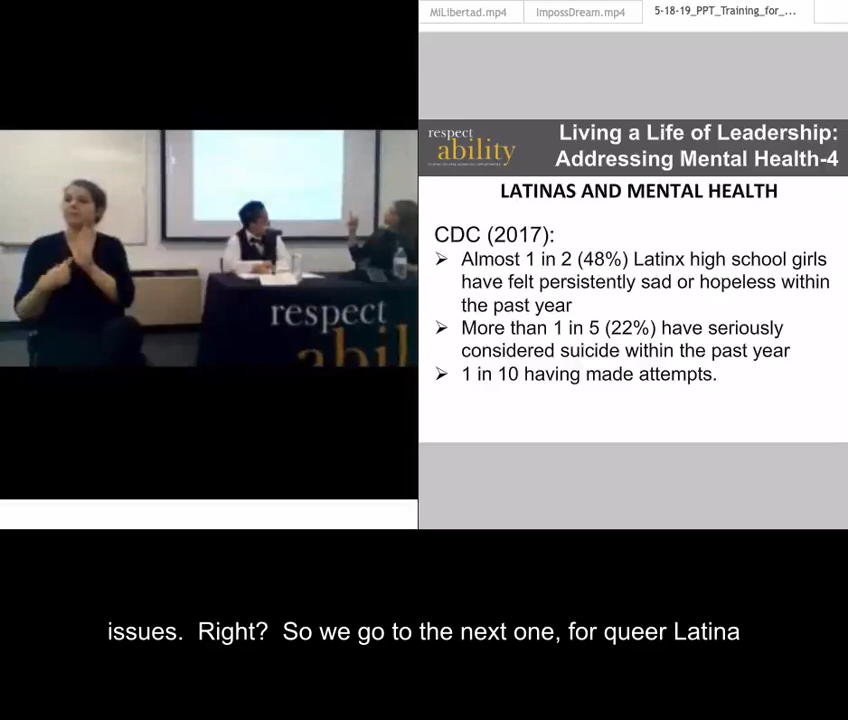 MiLibertad.mp4
ImpossDream.mp4
5-18-19_PPT_Training_for_...
respect
ability
Living a Life of Leadership:
Addressing Mental Health-4
LATINAS AND MENTAL HEALTH
CDC (2017):
➢ Almost 1 in 2 (48%) Latinx high school girls
have felt persistently sad or hopeless within
the past year
➢ More than 1 in 5 (22%) have seriously
considered suicide within the past year
➢ 1 in 10 having made attempts.
respect
abil
issues. Right? So we go to the next one, for queer Latina